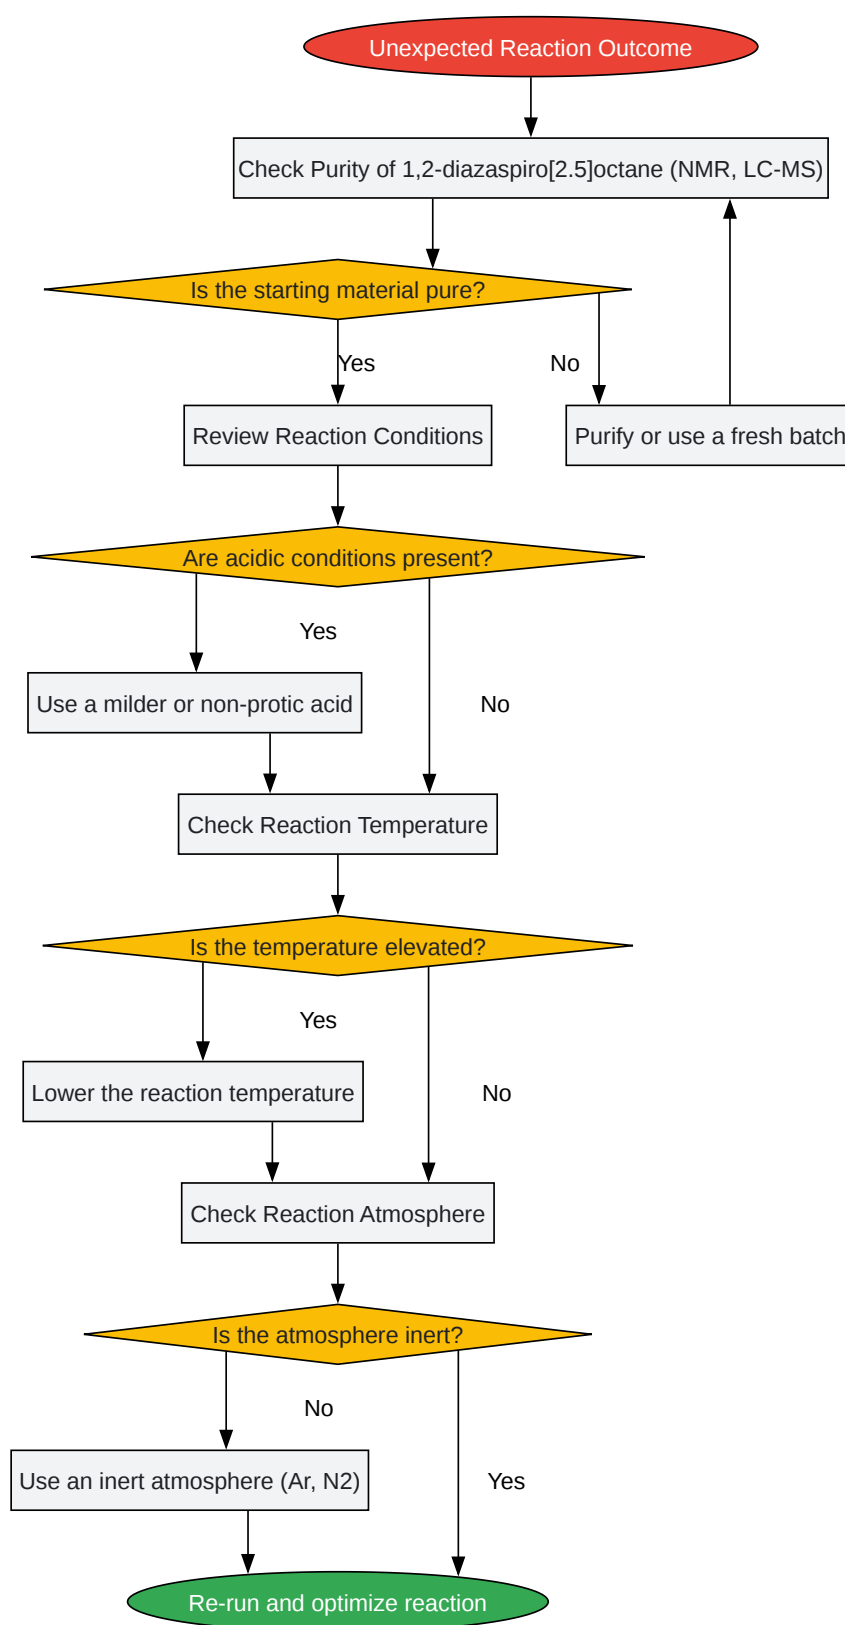 Unexpected Reaction Outcome
Check Purity of 1,2-diazaspiro[2.5]octane (NMR, LC-MS)
Is the starting material pure?
Yes
No
Review Reaction Conditions
Purify or use a fresh batch
Are acidic conditions present?
Yes
Use a milder or non-protic acid
No
Check Reaction Temperature
Is the temperature elevated?
Yes
Lower the reaction temperature
No
Check Reaction Atmosphere
Is the atmosphere inert?
No
Use an inert atmosphere (Ar, N2)
Yes
Re-run and optimize reaction